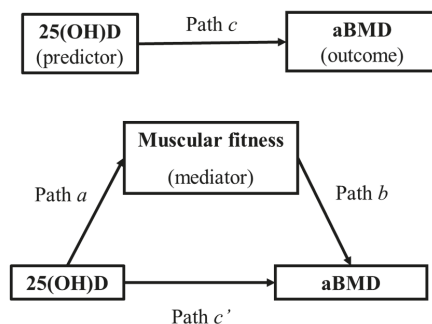 Path c
25(OH)D
(predictor)
aBMD
(outcome)
Muscular fitness
(mediator)
Path a
Path b
25(OH)D
aBMD
Path c’